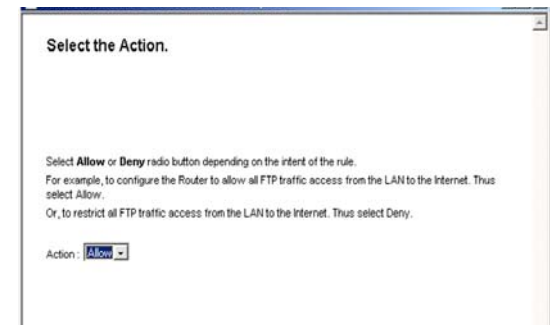 Select the Action.
Select Allow or Deny radio button depending on the intent of the rule.
For example, to configure the Router to allow all FTP traffic access from the LAN to the Internet. Thus
select Allow.
Or, to restrict all FTP traffic access from the LAN to the Internet. Thus select Deny.
Action : Allow